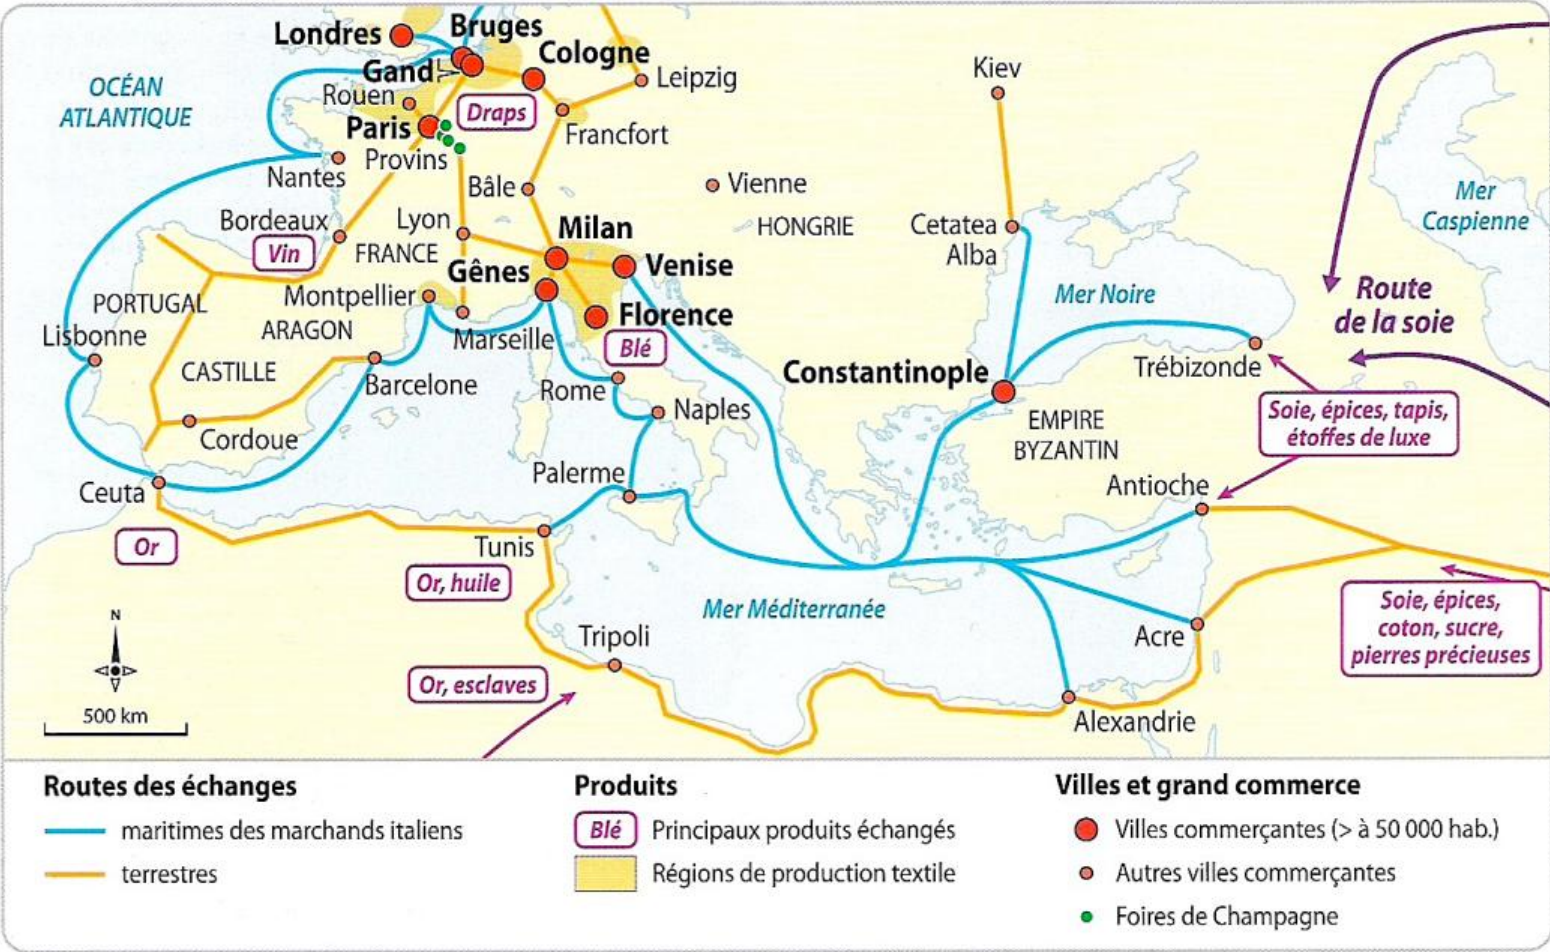 Londres
Bruges
Gand
Cologne
Leipzig
Kiev
OCÉAN
ATLANTIQUE
Rouen
Draps
Paris
Francfort
Provins
Nantes
Bâle
Vienne
Mer
Caspienne
Bordeaux
Vin
Lyon
FRANCE
Milan
HONGRIE
Cetatea
Alba
Gênes
Venise
Mer Noire
Route
de la soie
PORTUGAL
Montpellier
ARAGON
Florence
Lisbonne
Marseille
Blé
CASTILLE
Barcelone
Rome
Constantinople
Trébizonde
Naples
EMPIRE
BYZANTIN
Soie, épices, tapis,
étoffes de luxe
Cordoue
Palerme
Antioche
Ceuta
Or
Tunis
Or, huile
Mer Méditerranée
Soie, épices,
coton, sucre,
pierres précieuses
N
Tripoli
Acre
Or, esclaves
500 km
Alexandrie
Routes des échanges
maritimes des marchands italiens
terrestres
Produits
Blé Principaux produits échangés
Régions de production textile
Villes et grand commerce
Villes commerçantes (> à 50 000 hab.)
Autres villes commerçantes
Foires de Champagne